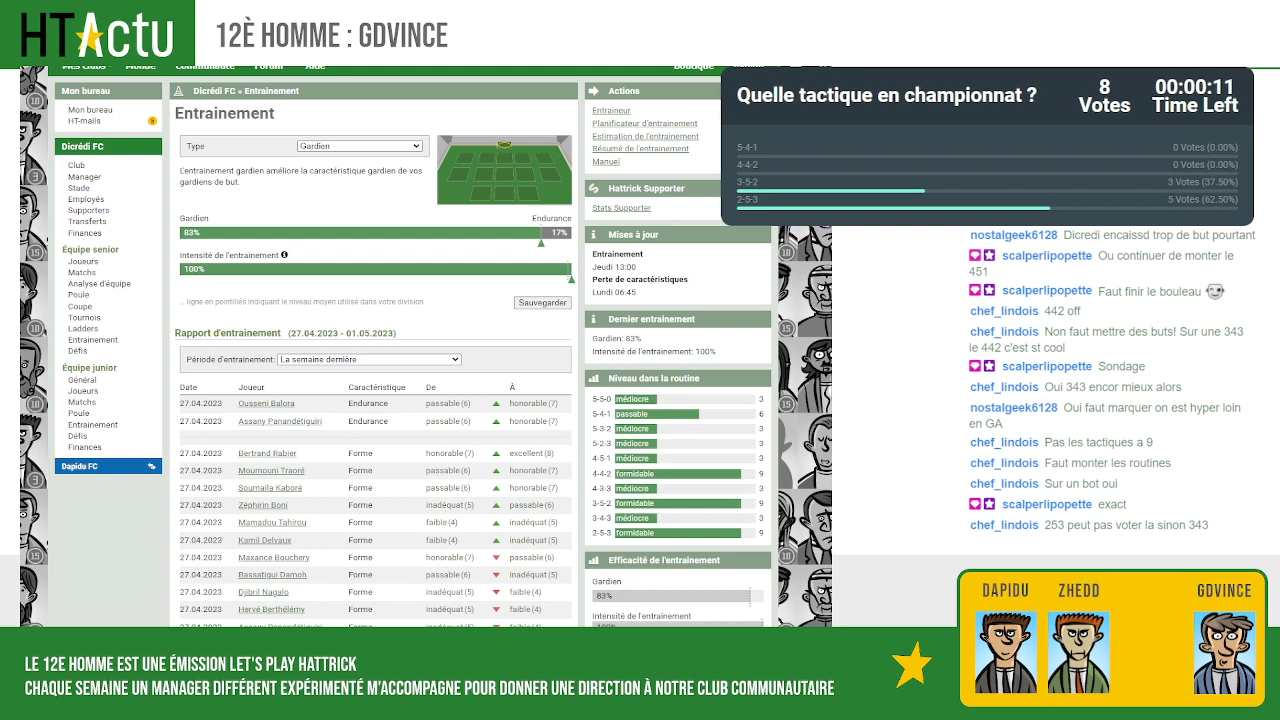 HTActu
12È HOMME : GDVINCE
Mes clubs Monde Communauté Forum Aide Boutique
Mon bureau
Mon bureau
HT-mails 5
Dicrédi FC
Club
Manager
Stade
Employés
Supporters
Transferts
Finances
Équipe senior
Joueurs
Matchs
Analyse d'équipe
Poule
Coupe
Tournois
Ladders
Entrainement
Défis
Équipe junior
Général
Joueurs
Matchs
Poule
Entrainement
Défis
Finances
Dapidu FC
Dicrédi FC » Entrainement
Entrainement
Type Gardien
L'entrainement gardien améliore la caractéristique gardien de vos
gardiens de but.
Gardien Endurance
83% 17%
Intensité de l'entrainement
100%
... ligne en pointillés indiquant le niveau moyen utilisé dans votre division
Sauvegarder
Rapport d'entrainement (27.04.2023 - 01.05.2023)
Période d'entrainement: La semaine dernière
Date Joueur Caractéristique De À
27.04.2023 Ousseni Balora Endurance passable (6) honorable (7)
27.04.2023 Assany Panandétiguiri Endurance passable (6) honorable (7)
27.04.2023 Bertrand Rabier Forme honorable (7) excellent (8)
27.04.2023 Moumouni Traoré Forme passable (6) honorable (7)
27.04.2023 Soumaïla Kaboré Forme passable (6) honorable (7)
27.04.2023 Zéphirin Boni Forme inadéquat (5) passable (6)
27.04.2023 Mamadou Tahirou Forme faible (4) inadéquat (5)
27.04.2023 Kamil Delvaux Forme faible (4) inadéquat (5)
27.04.2023 Maxance Bouchery Forme honorable (7) passable (6)
27.04.2023 Bassatigui Damoh Forme passable (6) inadéquat (5)
27.04.2023 Djibril Nagalo Forme inadéquat (5) faible (4)
27.04.2023 Hervé Berthélémy Forme inadéquat (5) faible (4)
27.04.2023 Assany Panandétiguiri Forme inadéquat (5) faible (4)
Actions
Entraineur
Planificateur d'entrainement
Estimation de l'entrainement
Résumé de l'entrainement
Manuel
Hattrick Supporter
Stats Supporter
Mises à jour
Entrainement
Jeudi 13:00
Perte de caractéristiques
Lundi 06:45
Dernier entrainement
Gardien: 83%
Intensité de l'entrainement: 100%
Niveau dans la routine
5-5-0 médiocre 3
5-4-1 passable 6
5-3-2 médiocre 3
5-2-3 médiocre 3
4-5-1 médiocre 3
4-4-2 formidable 9
4-3-3 médiocre 3
3-5-2 formidable 9
3-4-3 médiocre 3
2-5-3 formidable 9
Efficacité de l'entrainement
Gardien
83%
Intensité de l'entrainement
100%
Quelle tactique en championnat ?
8 Votes
00:00:11 Time Left
5-4-1 0 Votes (0.00%)
4-4-2 0 Votes (0.00%)
3-5-2 3 Votes (37.50%)
2-5-3 5 Votes (62.50%)
nostalgeek6128 Dicredi encaissd trop de but pourtant
scalperlipopette Ou continuer de monter le
451
scalperlipopette Faut finir le bouleau
chef_lindois 442 off
chef_lindois Non faut mettre des buts! Sur une 343
le 442 c'est st cool
scalperlipopette Sondage
chef_lindois Oui 343 encor mieux alors
nostalgeek6128 Oui faut marquer on est hyper loin
en GA
chef_lindois Pas les tactiques a 9
chef_lindois Faut monter les routines
chef_lindois Sur un bot oui
scalperlipopette exact
chef_lindois 253 peut pas voter la sinon 343
DAPIDU ZHEDD GDVINCE
LE 12E HOMME EST UNE ÉMISSION LET'S PLAY HATTRICK
CHAQUE SEMAINE UN MANAGER DIFFÉRENT EXPÉRIMENTÉ M'ACCOMPAGNE POUR DONNER UNE DIRECTION À NOTRE CLUB COMMUNAUTAIRE